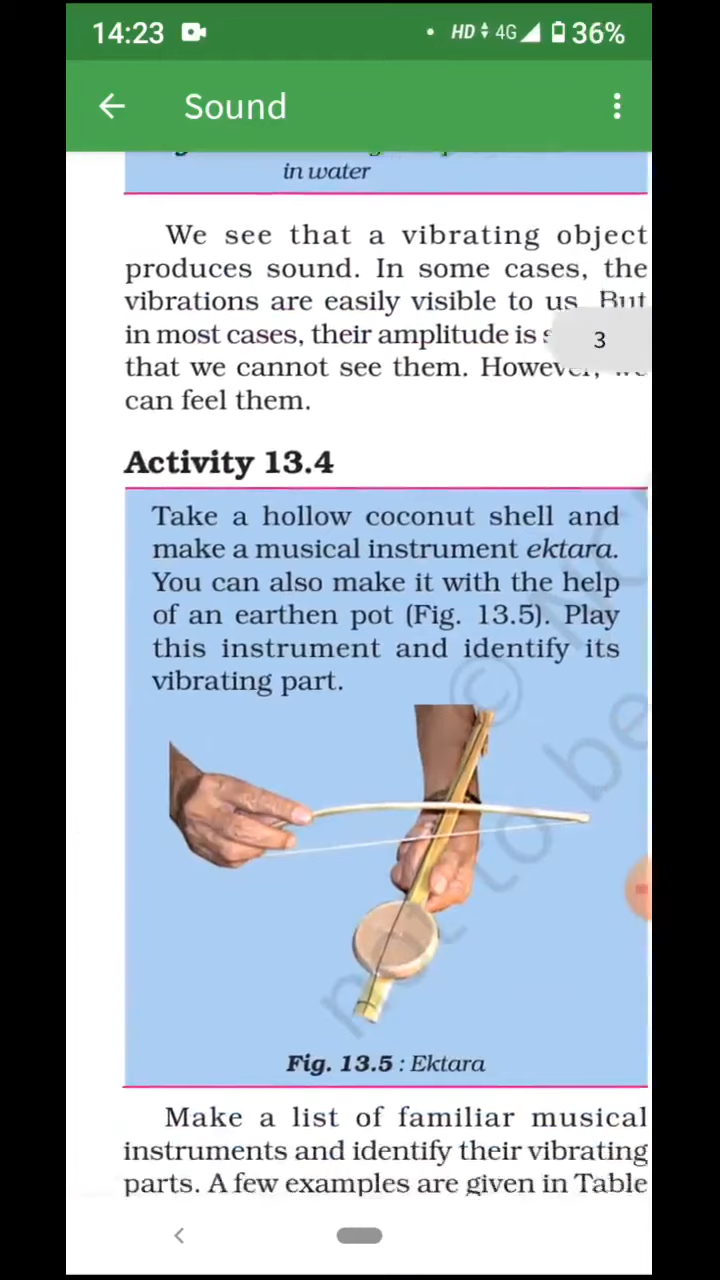 14:23
HD 4G 36%
Sound
in water
We see that a vibrating object
produces sound. In some cases, the
vibrations are easily visible to us. But
in most cases, their amplitude is
3
that we cannot see them. However,
can feel them.
Activity 13.4
Take a hollow coconut shell and
make a musical instrument ektara.
You can also make it with the help
of an earthen pot (Fig. 13.5). Play
this instrument and identify its
vibrating part.
©
not to be
Fig. 13.5 : Ektara
Make a list of familiar musical
instruments and identify their vibrating
parts. A few examples are given in Table